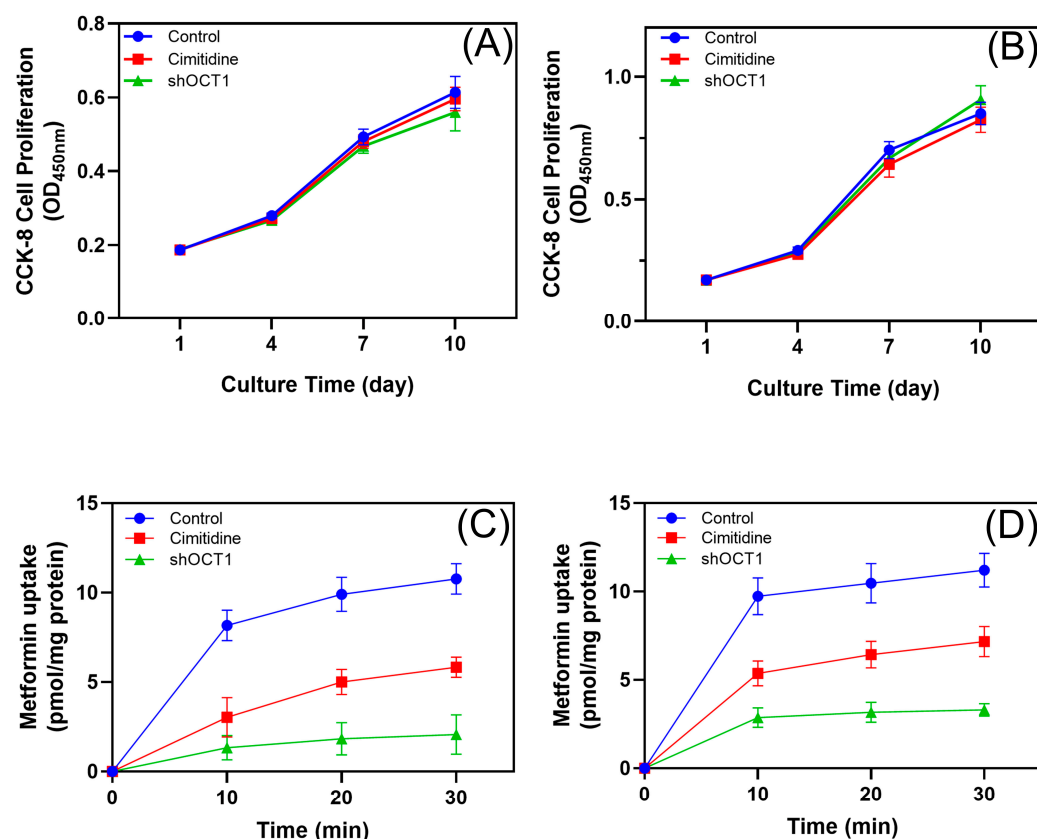 (A)
Control
Cimitidine
shOCT1
CCK-8 Cell Proliferation
(OD450nm)
0.8
0.6
0.4
0.2
0.0
1 4 7 10
Culture Time (day)
(B)
Control
Cimitidine
shOCT1
CCK-8 Cell Proliferation
(OD450nm)
1.0
0.5
0.0
1 4 7 10
Culture Time (day)
(C)
Control
Cimitidine
shOCT1
Metformin uptake
(pmol/mg protein)
15
10
5
0
0 10 20 30
Time (min)
(D)
Control
Cimitidine
shOCT1
Metformin uptake
(pmol/mg protein)
15
10
5
0
0 10 20 30
Time (min)